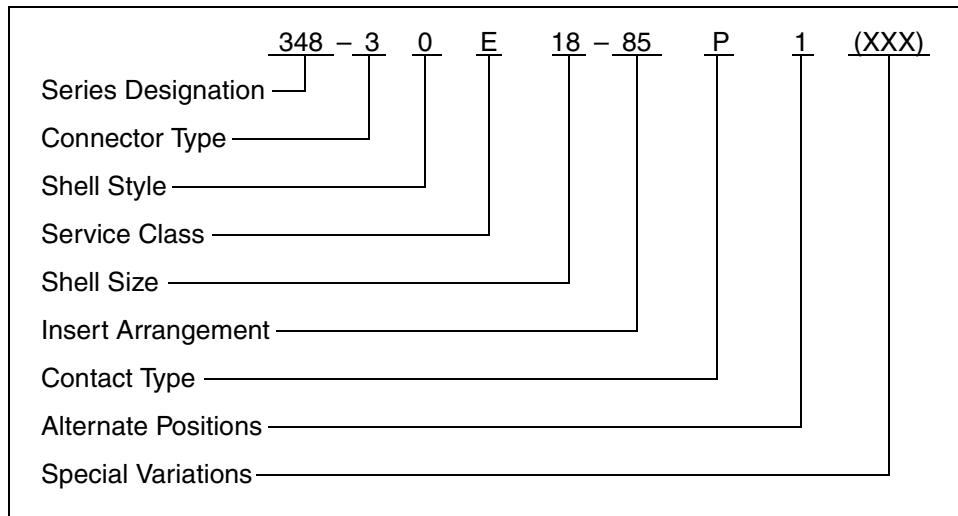 348 – 3 0 E 18 – 85 P 1 (XXX)
Series Designation
Connector Type
Shell Style
Service Class
Shell Size
Insert Arrangement
Contact Type
Alternate Positions
Special Variations